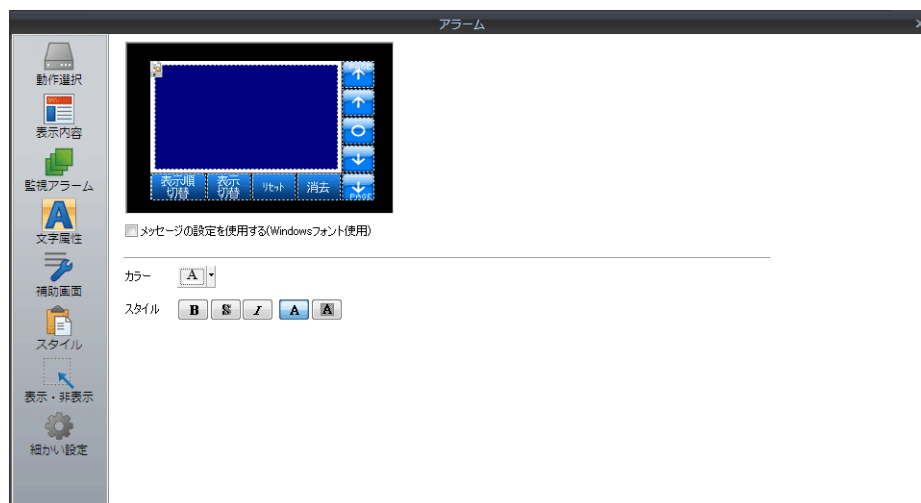 アラーム
動作選択
表示内容
監視アラーム
A
文字属性
補助画面
スタイル
表示・非表示
細かい設定
表示順
切替
表示
切替
リセット
消去
PAGE
メッセージの設定を使用する(Windowsフォント使用)
カラー
A
スタイル
B S I A A